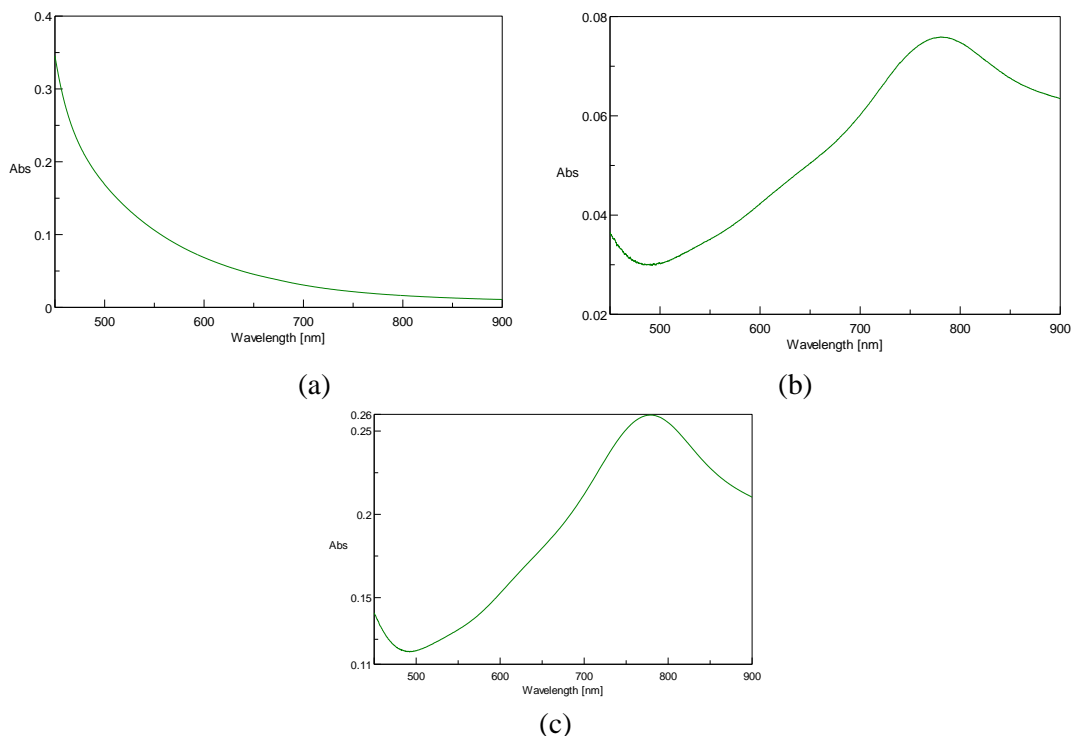 0.4
0.3
Abs 0.2
0.1
0
500 600 700 800 900
Wavelength [nm]
(a)
0.08
0.06
Abs
0.04
0.02
500 600 700 800 900
Wavelength [nm]
(b)
0.26
0.25
0.2
Abs
0.15
0.11
500 600 700 800 900
Wavelength [nm]
(c)